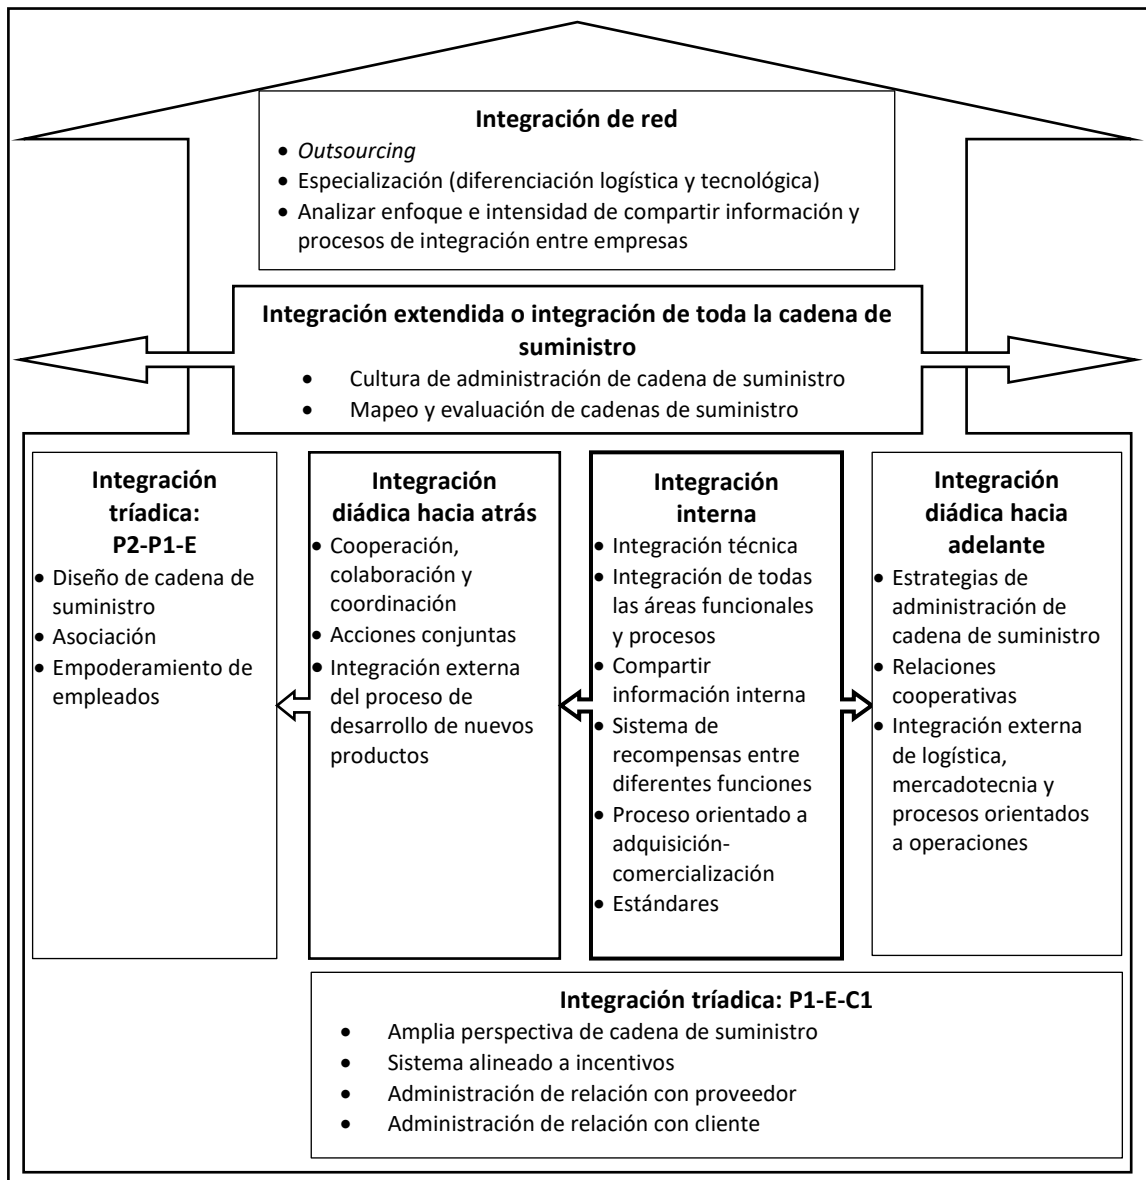 Integración de red
• Outsourcing
• Especialización (diferenciación logística y tecnológica)
• Analizar enfoque e intensidad de compartir información y
procesos de integración entre empresas
Integración extendida o integración de toda la cadena de
suministro
• Cultura de administración de cadena de suministro
• Mapeo y evaluación de cadenas de suministro
Integración
tríadica:
P2-P1-E
• Diseño de cadena de
suministro
• Asociación
• Empoderamiento de
empleados
Integración
diádica hacia atrás
• Cooperación,
colaboración y
coordinación
• Acciones conjuntas
• Integración externa
del proceso de
desarrollo de nuevos
productos
Integración
interna
• Integración técnica
• Integración de todas
las áreas funcionales
y procesos
• Compartir
información interna
• Sistema de
recompensas entre
diferentes funciones
• Proceso orientado a
adquisición-
comercialización
• Estándares
Integración
diádica hacia
adelante
• Estrategias de
administración de
cadena de suministro
• Relaciones
cooperativas
• Integración externa
de logística,
mercadotecnia y
procesos orientados
a operaciones
Integración tríadica: P1-E-C1
• Amplia perspectiva de cadena de suministro
• Sistema alineado a incentivos
• Administración de relación con proveedor
• Administración de relación con cliente